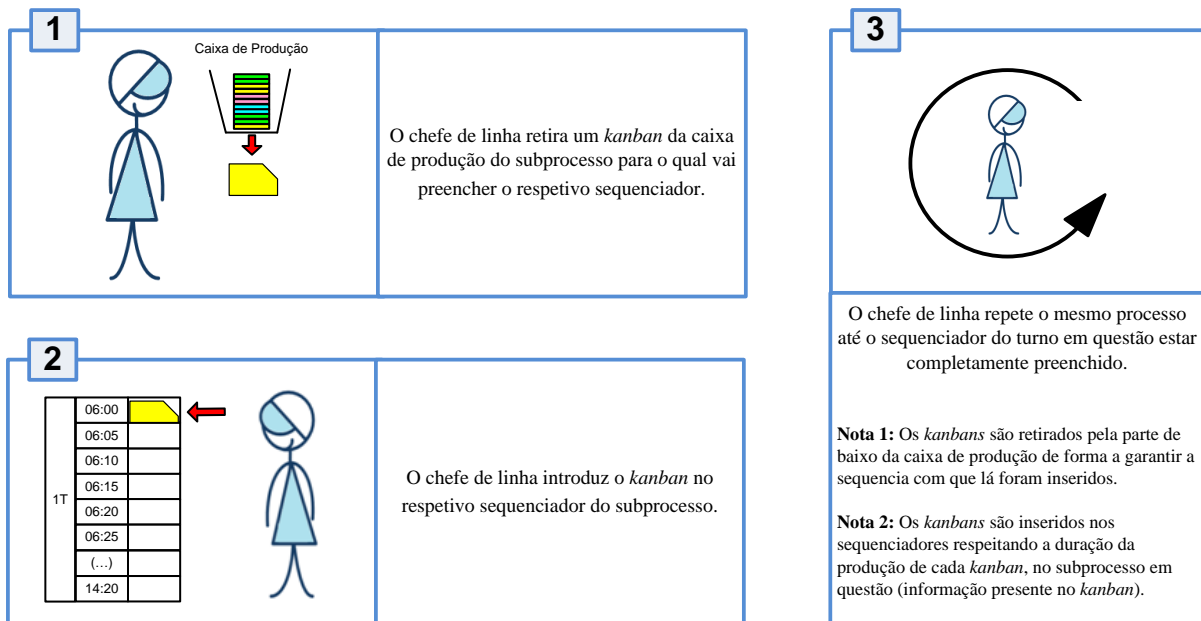 1
Caixa de Produção
O chefe de linha retira um kanban da caixa
de produção do subprocesso para o qual vai
preencher o respetivo sequenciador.
2
1T
06:00
06:05
06:10
06:15
06:20
06:25
(...)
14:20
O chefe de linha introduz o kanban no
respetivo sequenciador do subprocesso.
3
O chefe de linha repete o mesmo processo
até o sequenciador do turno em questão estar
completamente preenchido.
Nota 1: Os kanbans são retirados pela parte de
baixo da caixa de produção de forma a garantir a
sequencia com que lá foram inseridos.
Nota 2: Os kanbans são inseridos nos
sequenciadores respeitando a duração da
produção de cada kanban, no subprocesso em
questão (informação presente no kanban).